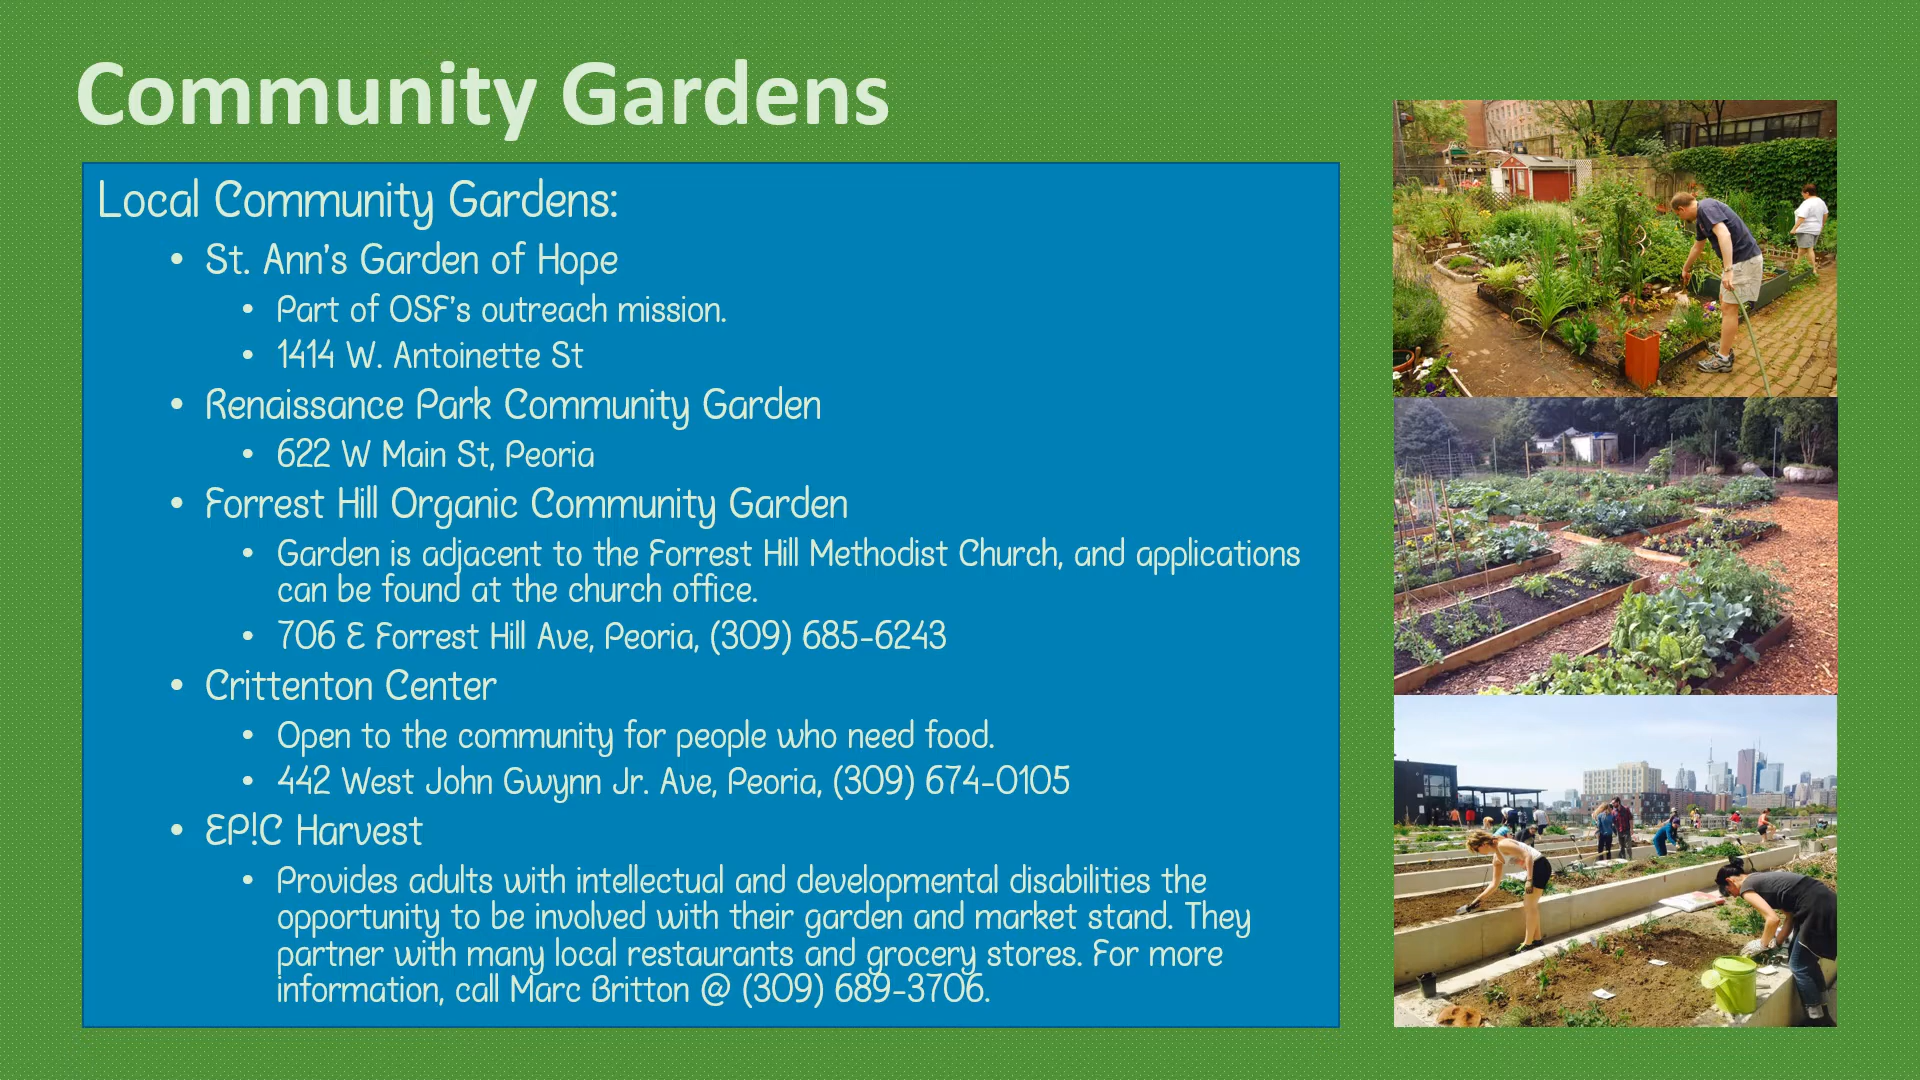 Community Gardens
Local Community Gardens:
• St. Ann's Garden of Hope
• Part of OSF's outreach mission.
• 1414 W. Antoinette St
• Renaissance Park Community Garden
• 622 W Main St, Peoria
• Forrest Hill Organic Community Garden
• Garden is adjacent to the Forrest Hill Methodist Church, and applications
can be found at the church office.
• 706 E Forrest Hill Ave, Peoria, (309) 685-6243
• Crittenton Center
• Open to the community for people who need food.
• 442 West John Gwynn Jr. Ave, Peoria, (309) 674-0105
• EP!C Harvest
• Provides adults with intellectual and developmental disabilities the
opportunity to be involved with their garden and market stand. They
partner with many local restaurants and grocery stores. For more
information, call Marc Britton @ (309) 689-3706.